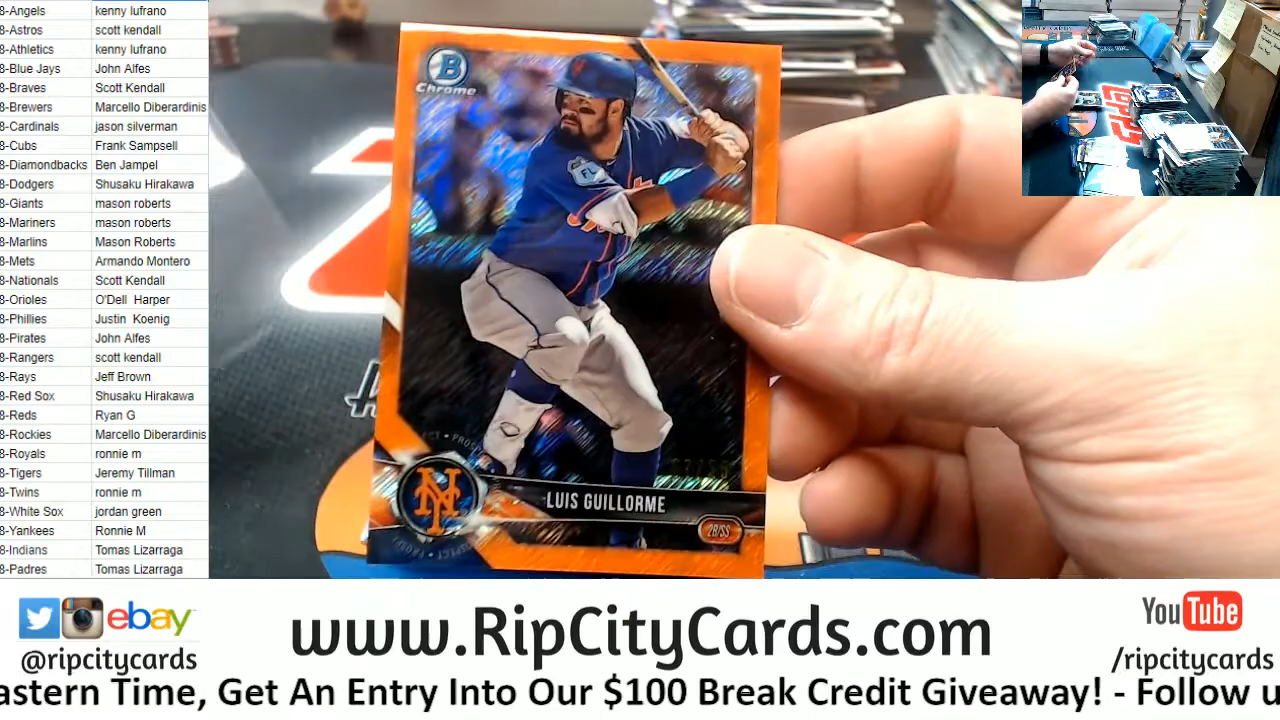 8-Angels kenny lufrano
8-Astros scott kendall
8-Athletics kenny lufrano
8-Blue Jays John Alfes
8-Braves Scott Kendall
8-Brewers Marcello Diberardinis
8-Cardinals jason silverman
8-Cubs Frank Sampsell
8-Diamondbacks Ben Jampel
8-Dodgers Shusaku Hirakawa
8-Giants mason roberts
8-Mariners mason roberts
8-Marlins Mason Roberts
8-Mets Armando Montero
8-Nationals Scott Kendall
8-Orioles O'Dell Harper
8-Phillies Justin Koenig
8-Pirates John Alfes
8-Rangers scott kendall
8-Rays Jeff Brown
8-Red Sox Shusaku Hirakawa
8-Reds Ryan G
8-Rockies Marcello Diberardinis
8-Royals ronnie m
8-Tigers Jeremy Tillman
8-Twins ronnie m
8-White Sox jordan green
8-Yankees Ronnie M
8-Indians Tomas Lizarraga
8-Padres Tomas Lizarraga
B
Chrome
FL
NY
LUIS GUILLORME
2B/SS
TOPPS
ebay
@ripcitycards
www.RipCityCards.com
YouTube
/ripcitycards
astern Time, Get An Entry Into Our $100 Break Credit Giveaway! - Follow u